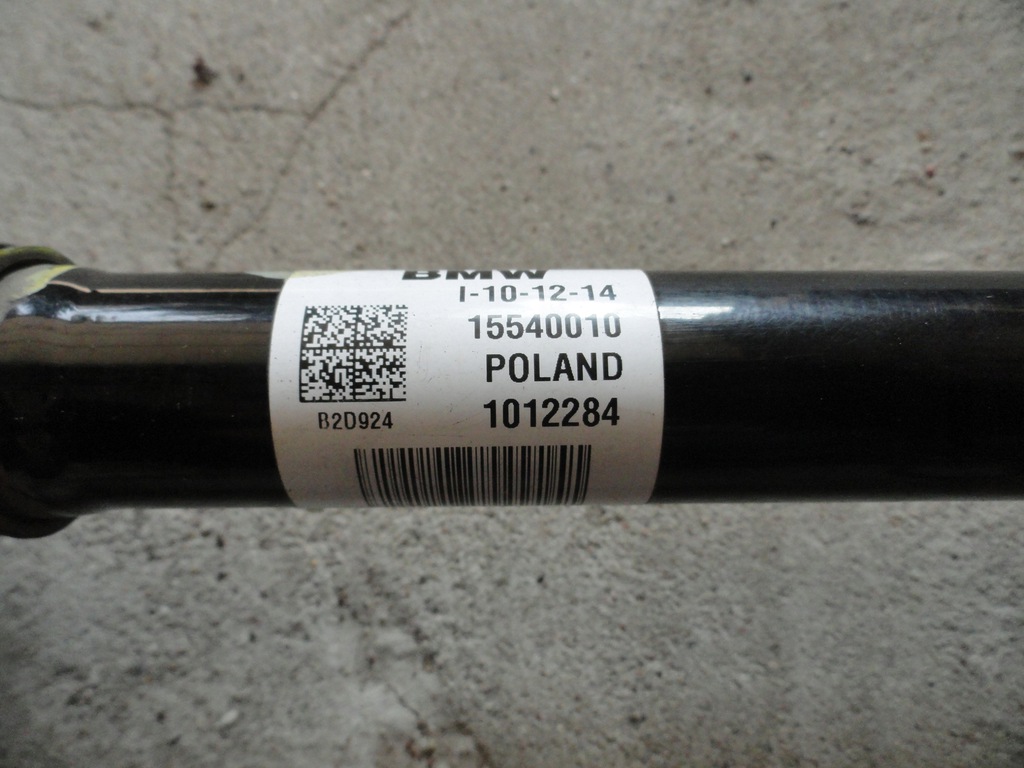 BMW
I-10-12-14
15540010
POLAND
1012284
B2D924